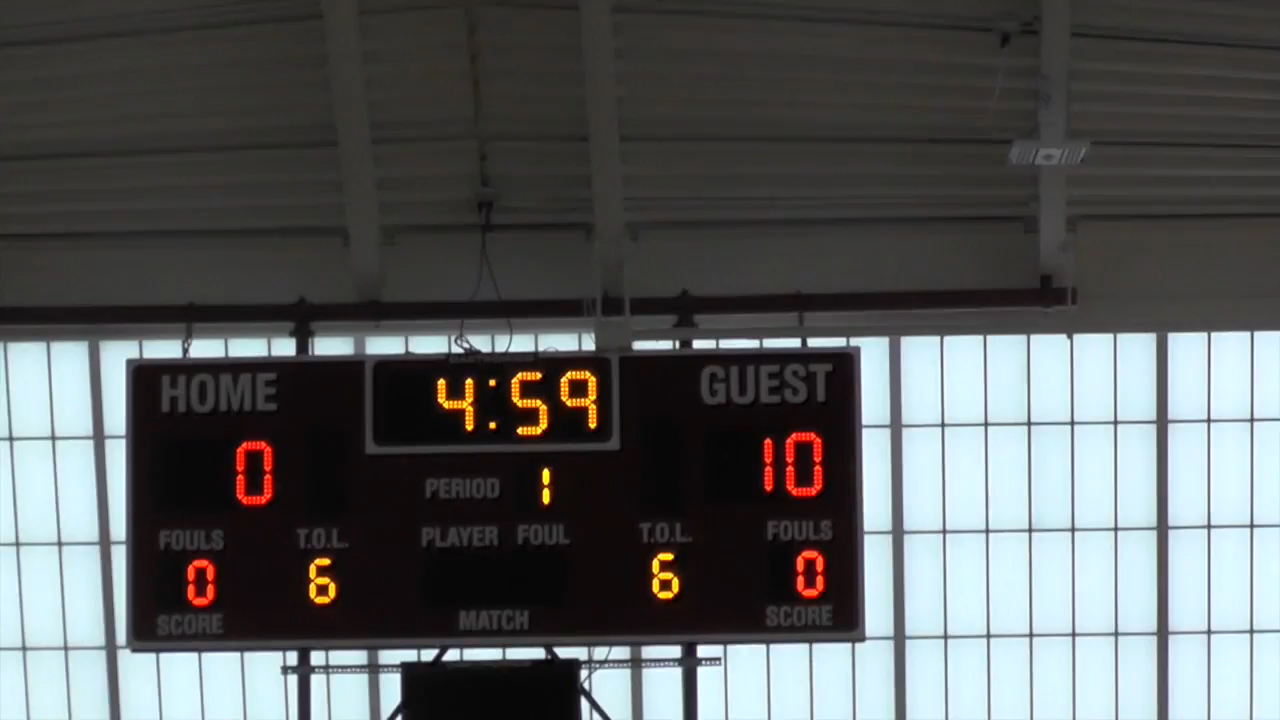 HOME 4:59 GUEST
0 10
PERIOD 1
FOULS T.O.L. PLAYER FOUL T.O.L. FOULS
0 6 6 0
SCORE MATCH SCORE